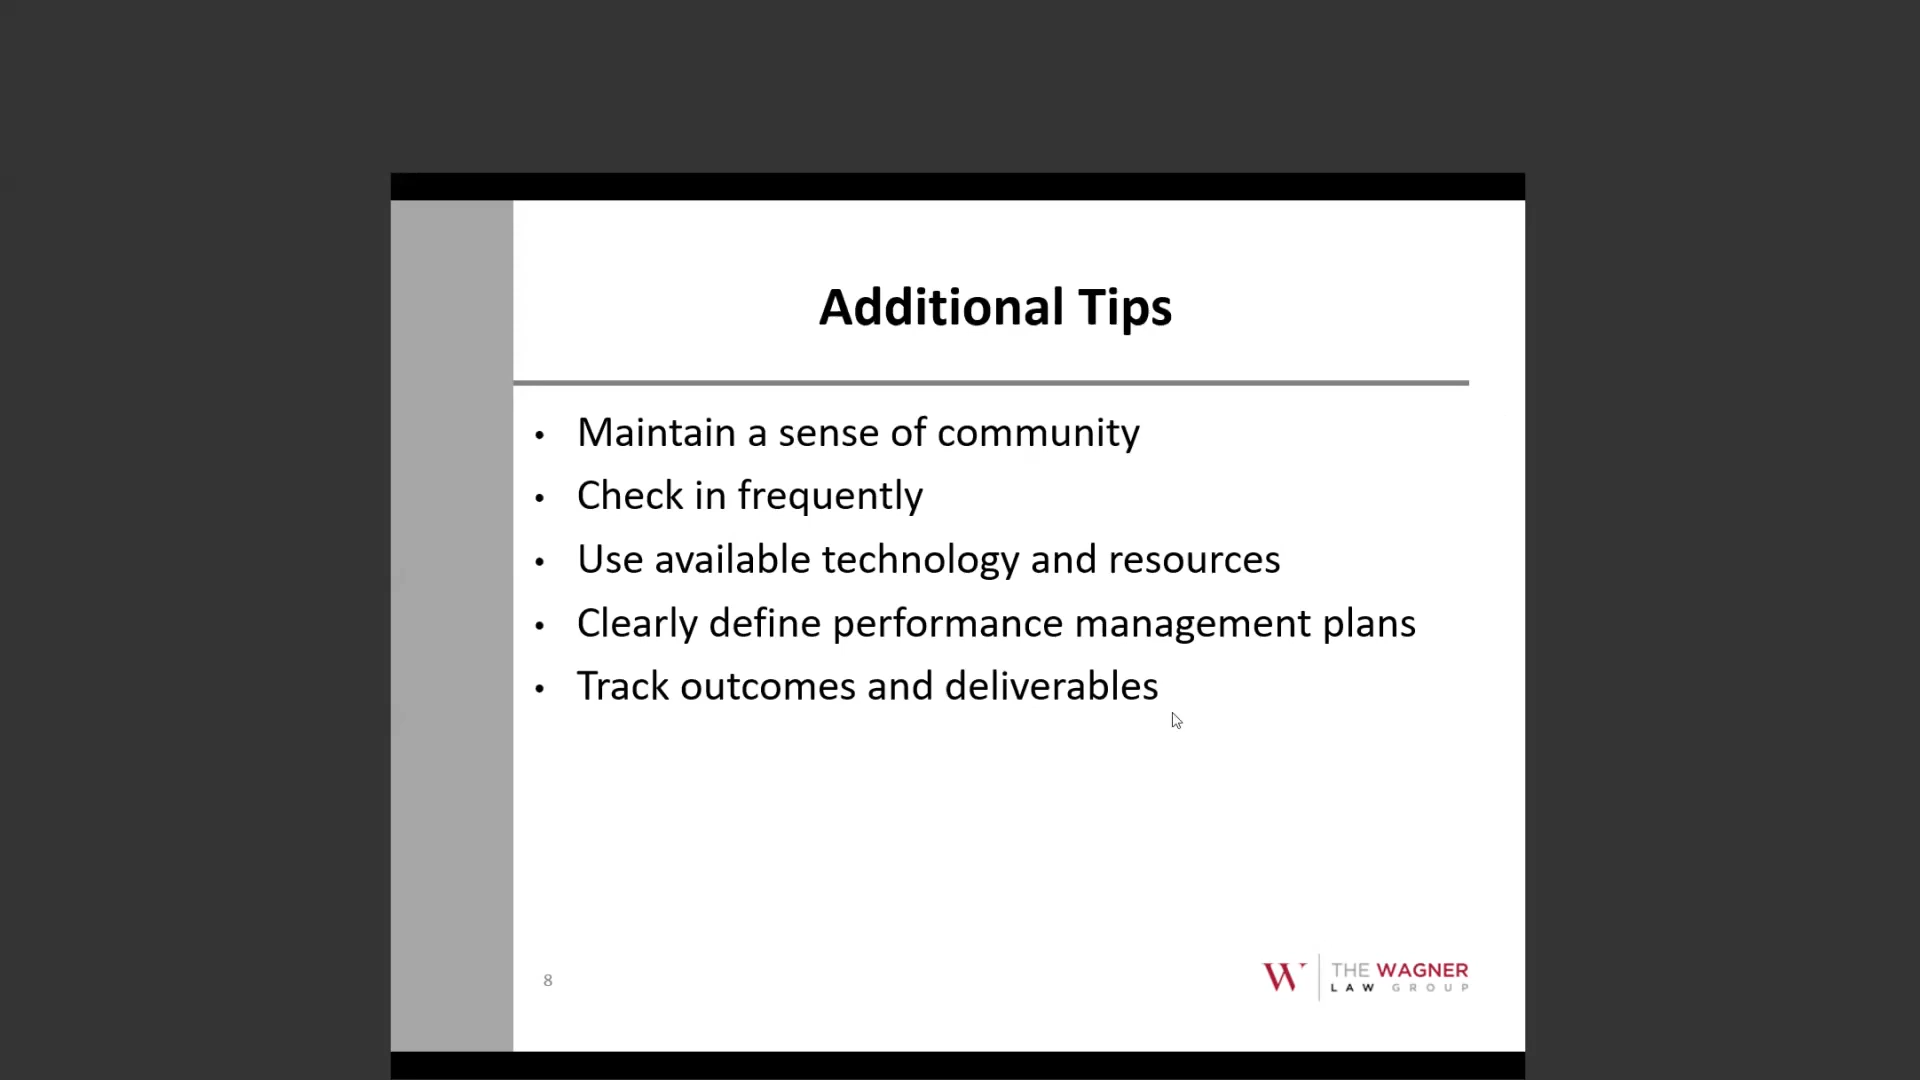 Additional Tips
• Maintain a sense of community
• Check in frequently
• Use available technology and resources
• Clearly define performance management plans
• Track outcomes and deliverables
8
W THE WAGNER
LAW GROUP